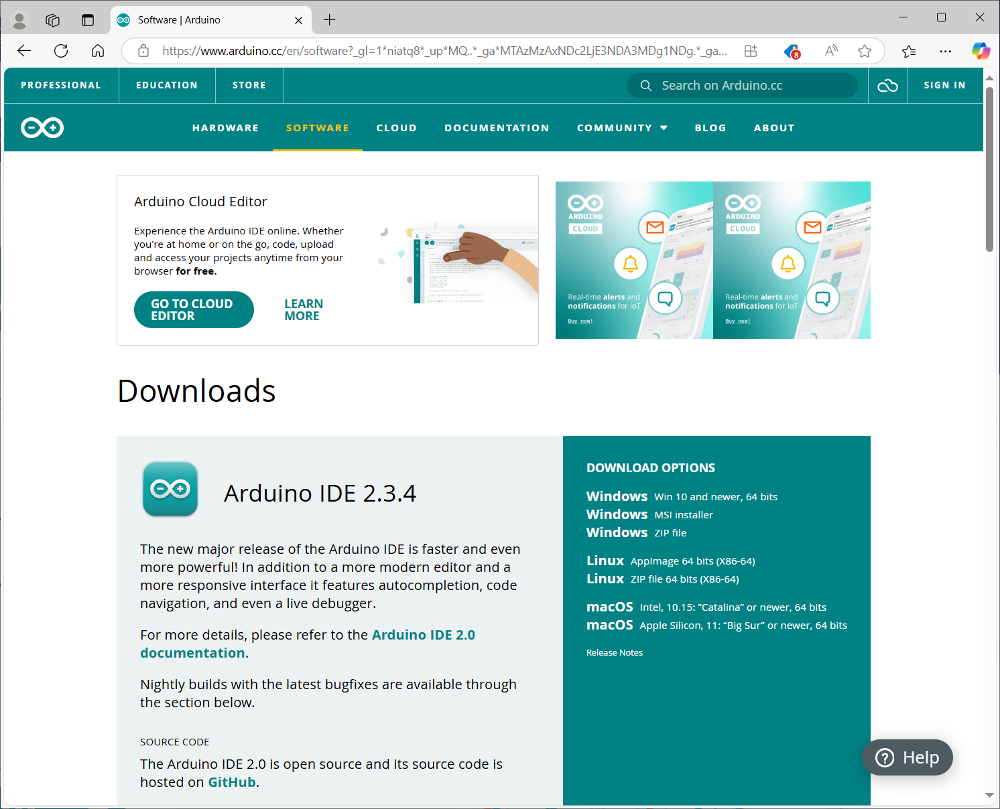 Software | Arduino
https://www.arduino.cc/en/software?_gl=1*niatq8*_up*MQ..*_ga*MTAzMzAxNDc2LjE3NDA3MDg1NDg.*_ga...
8
PROFESSIONAL
EDUCATION
STORE
Search on Arduino.cc
SIGN IN
HARDWARE
SOFTWARE
CLOUD
DOCUMENTATION
COMMUNITY
BLOG
ABOUT
Arduino Cloud Editor
Experience the Arduino IDE online. Whether
you're at home or on the go, code, upload
and access your projects anytime from your
browser for free.
GO TO CLOUD
EDITOR
LEARN
MORE
ARDUINO
CLOUD
Real-time alerts and
notifications for IoT
Buy now!
ARDUINO
CLOUD
Real-time alerts and
notifications for IoT
Buy now!
Downloads
Arduino IDE 2.3.4
The new major release of the Arduino IDE is faster and even
more powerful! In addition to a more modern editor and a
more responsive interface it features autocompletion, code
navigation, and even a live debugger.
For more details, please refer to the Arduino IDE 2.0
documentation.
Nightly builds with the latest bugfixes are available through
the section below.
SOURCE CODE
The Arduino IDE 2.0 is open source and its source code is
hosted on GitHub.
DOWNLOAD OPTIONS
Windows Win 10 and newer, 64 bits
Windows MSI installer
Windows ZIP file
Linux AppImage 64 bits (X86-64)
Linux ZIP file 64 bits (X86-64)
macOS Intel, 10.15: “Catalina” or newer, 64 bits
macOS Apple Silicon, 11: “Big Sur” or newer, 64 bits
Release Notes
Help